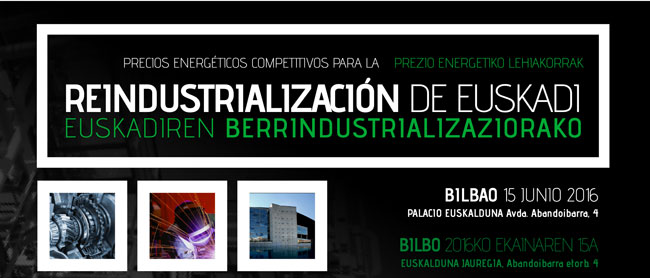 PRECIOS ENERGÉTICOS COMPETITIVOS PARA LA PREZIO ENERGETIKO LEHIAKORRAK
REINDUSTRIALIZACIÓN DE EUSKADI
EUSKADIREN BERRINDUSTRIALIZAZIORAKO
BILBAO 15 JUNIO 2016
PALACIO EUSKALDUNA Avda. Abandoibarra, 4
BILBO 2016KO EKAINAREN 15A
EUSKALDUNA JAUREGIA, Abandoibarra etorb. 4